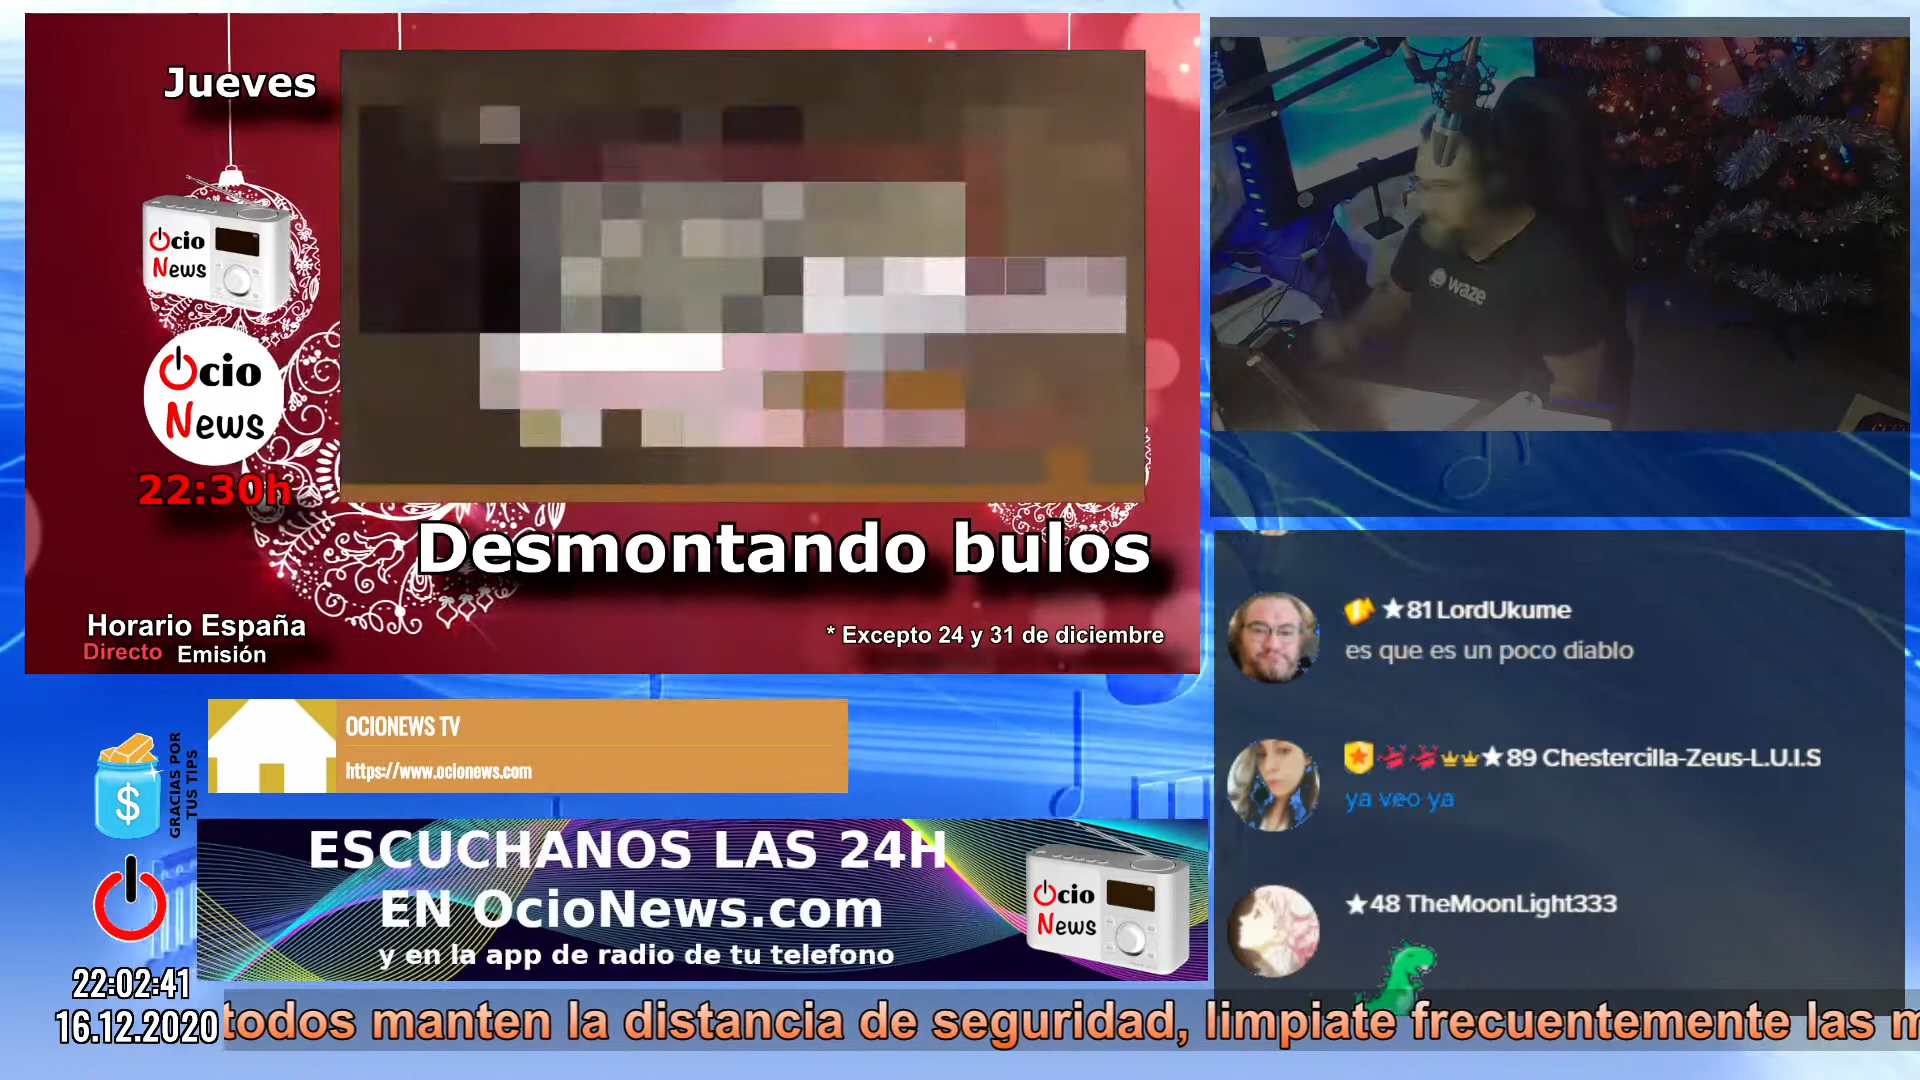 Jueves
Ocio
News
Ocio
News
22:30h
Desmontando bulos
Horario España
Directo Emisión
* Excepto 24 y 31 de diciembre
waze
★81 LordUkume
es que es un poco diablo
★89 Chestercilla-Zeus-L.U.I.S
ya veo ya
★48 TheMoonLight333
OCIONEWS TV
https://www.ocionews.com
$
GRACIAS POR
TUS TIPS
ESCUCHANOS LAS 24H
EN OcioNews.com
y en la app de radio de tu telefono
Ocio
News
22:02:41
16.12.2020
todos manten la distancia de seguridad, limpiate frecuentemente las m